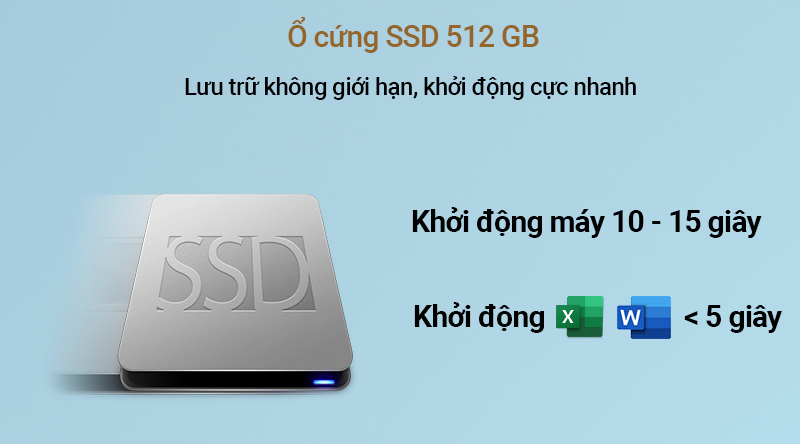 Ổ cứng SSD 512 GB
Lưu trữ không giới hạn, khởi động cực nhanh
SSD
Khởi động máy 10 - 15 giây
Khởi động X W < 5 giây